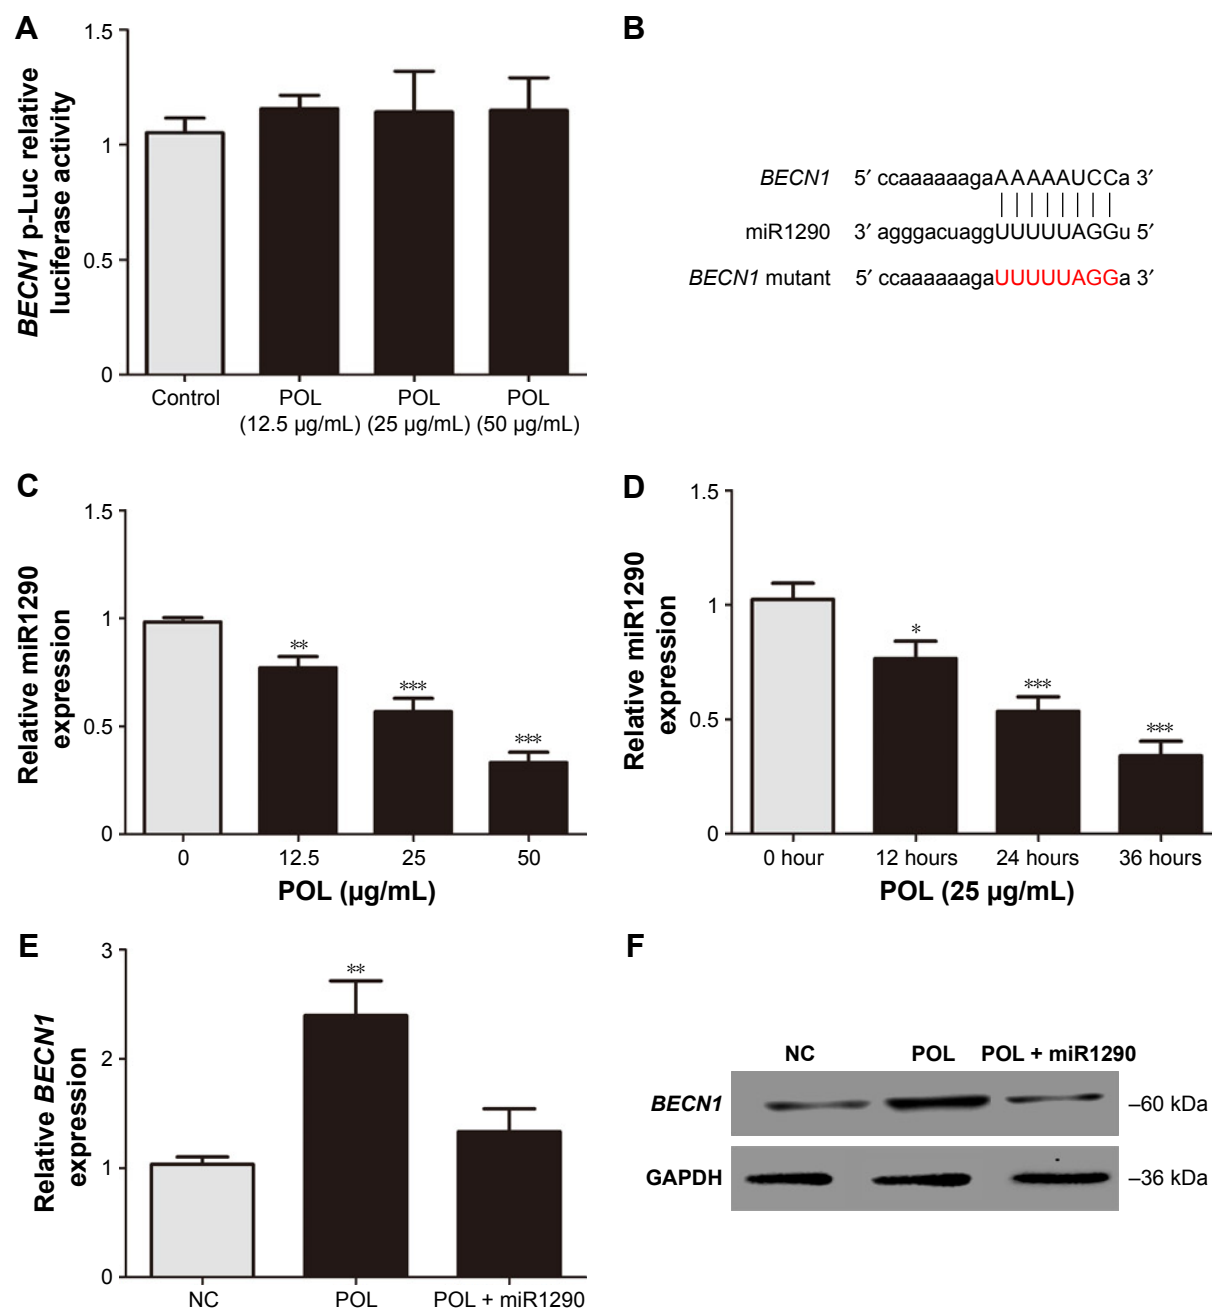 A
BECN1 p-Luc relative
luciferase activity
1.5
1
0.5
0
Control
POL
(12.5 µg/mL)
POL
(25 µg/mL)
POL
(50 µg/mL)
B
BECN1 5′ ccaaaaaagaAAAAAUCCa 3′
miR1290 3′ agggacuaggUUUUUAGGu 5′
BECN1 mutant 5′ ccaaaaaagaUUUUUAGGa 3′
C
Relative miR1290
expression
1.5
1
0.5
0
**
***
***
0 12.5 25 50
POL (µg/mL)
D
Relative miR1290
expression
1.5
1
0.5
0
*
***
***
0 hour 12 hours 24 hours 36 hours
POL (25 µg/mL)
E
Relative BECN1
expression
3
2
1
0
**
NC POL POL + miR1290
F
NC POL POL + miR1290
BECN1 –60 kDa
GAPDH –36 kDa